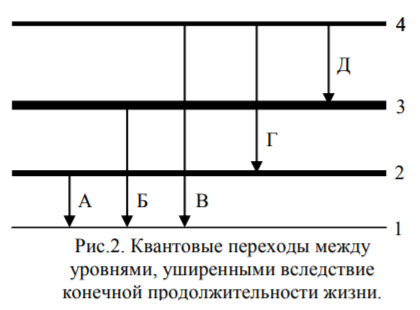 4
Д
3
Г
2
А Б В
1
Рис.2. Квантовые переходы между
уровнями, уширенными вследствие
конечной продолжительности жизни.